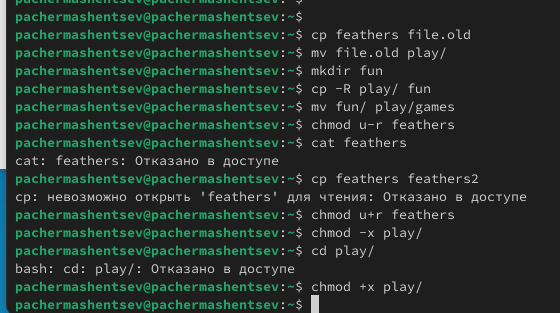 pachermashentsev@pachermashentsev:~$
pachermashentsev@pachermashentsev:~$
pachermashentsev@pachermashentsev:~$ cp feathers file.old
pachermashentsev@pachermashentsev:~$ mv file.old play/
pachermashentsev@pachermashentsev:~$ mkdir fun
pachermashentsev@pachermashentsev:~$ cp -R play/ fun
pachermashentsev@pachermashentsev:~$ mv fun/ play/games
pachermashentsev@pachermashentsev:~$ chmod u-r feathers
pachermashentsev@pachermashentsev:~$ cat feathers
cat: feathers: Отказано в доступе
pachermashentsev@pachermashentsev:~$ cp feathers feathers2
cp: невозможно открыть 'feathers' для чтения: Отказано в доступе
pachermashentsev@pachermashentsev:~$ chmod u+r feathers
pachermashentsev@pachermashentsev:~$ chmod -x play/
pachermashentsev@pachermashentsev:~$ cd play/
bash: cd: play/: Отказано в доступе
pachermashentsev@pachermashentsev:~$ chmod +x play/
pachermashentsev@pachermashentsev:~$